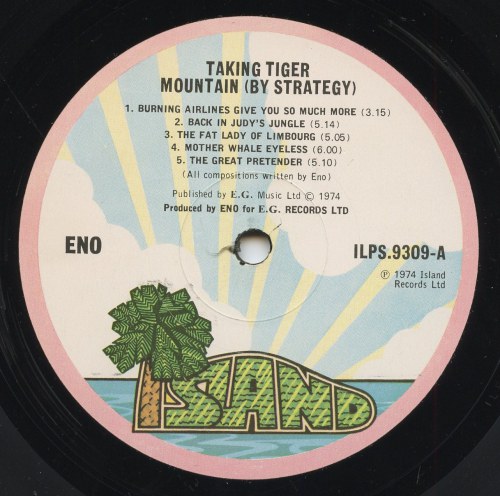 TAKING TIGER
MOUNTAIN (BY STRATEGY)
1. BURNING AIRLINES GIVE YOU SO MUCH MORE (3.15)
2. BACK IN JUDY'S JUNGLE (5.14)
3. THE FAT LADY OF LIMBOURG (5.05)
4. MOTHER WHALE EYELESS (6.00)
5. THE GREAT PRETENDER (5.10)
(All compositions written by Eno)
Published by E.G. Music Ltd © 1974
Produced by ENO for E.G. RECORDS LTD
ENO
ILPS.9309-A
℗ 1974 Island
Records Ltd
ISLAND